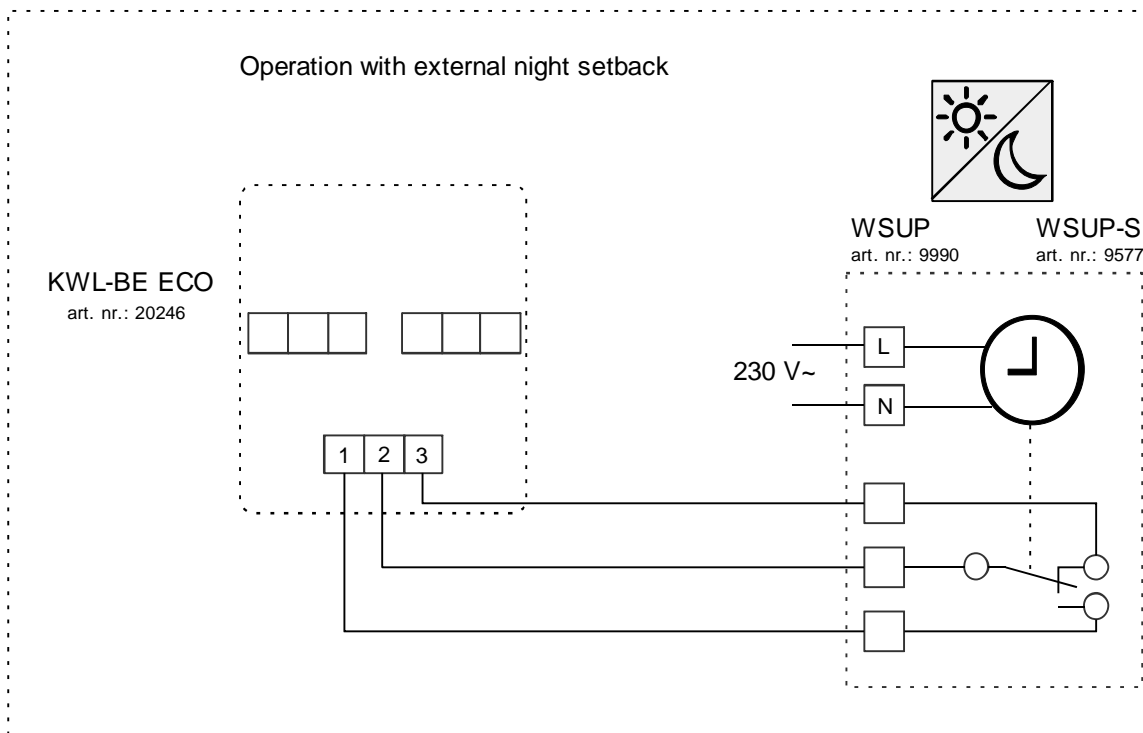 Operation with external night setback
WSUP
art. nr.: 9990
WSUP-S
art. nr.: 9577
KWL-BE ECO
art. nr.: 20246
230 V~
L
N
1 2 3